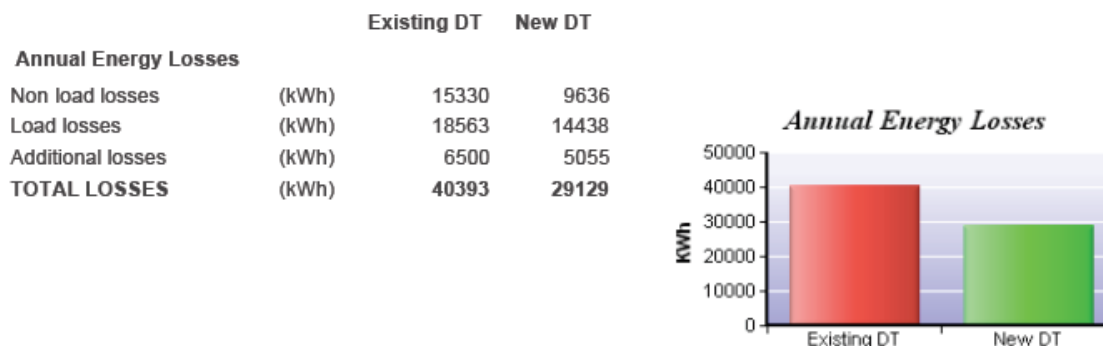 Existing DT New DT
Annual Energy Losses
Non load losses (kWh) 15330 9636
Load losses (kWh) 18563 14438
Additional losses (kWh) 6500 5055
TOTAL LOSSES (kWh) 40393 29129
Annual Energy Losses
50000
40000
30000
20000
10000
0
KWh
Existing DT New DT